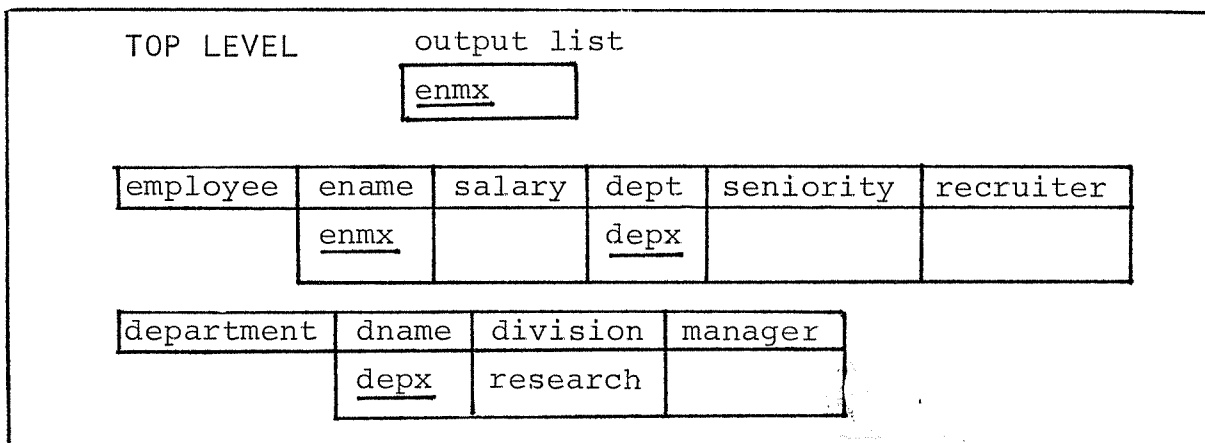 TOP LEVEL output list
enmx
employee ename salary dept seniority recruiter
enmx depx
department dname division manager
depx research